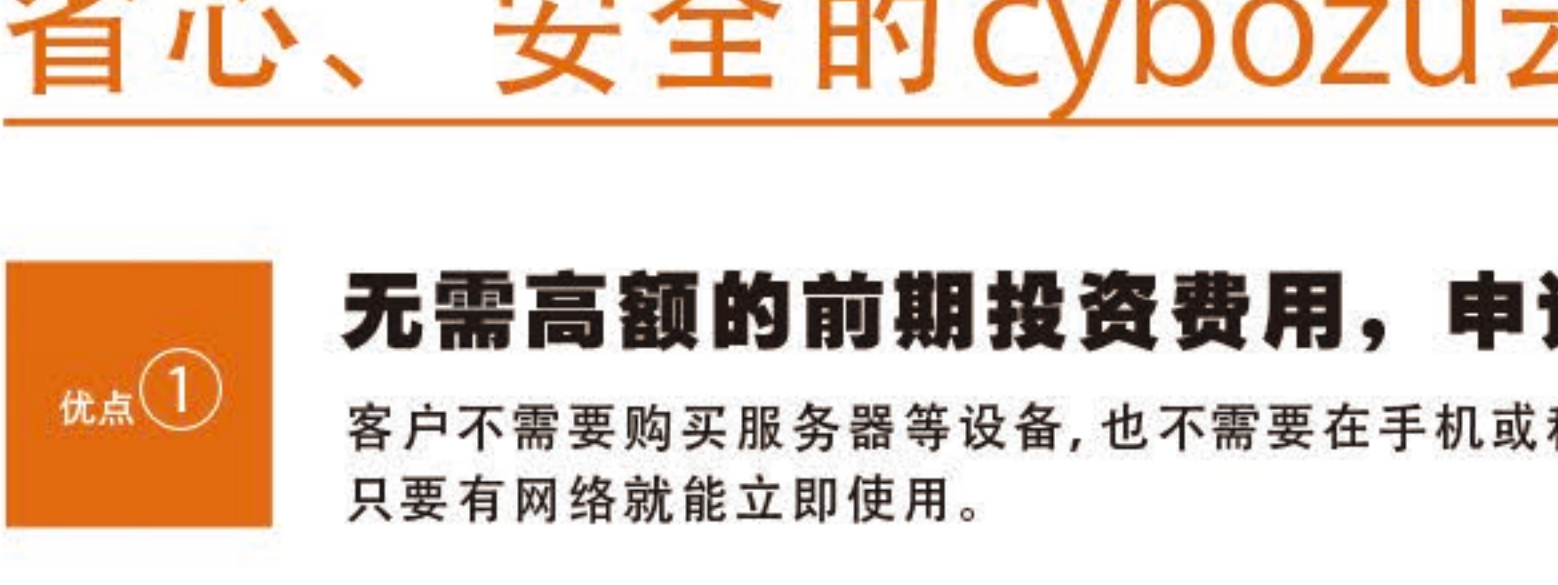 省心、安全的cybozu云
优点①
无需高额的前期投资费用，申
客户不需要购买服务器等设备,也不需要在手机或
只要有网络就能立即使用。